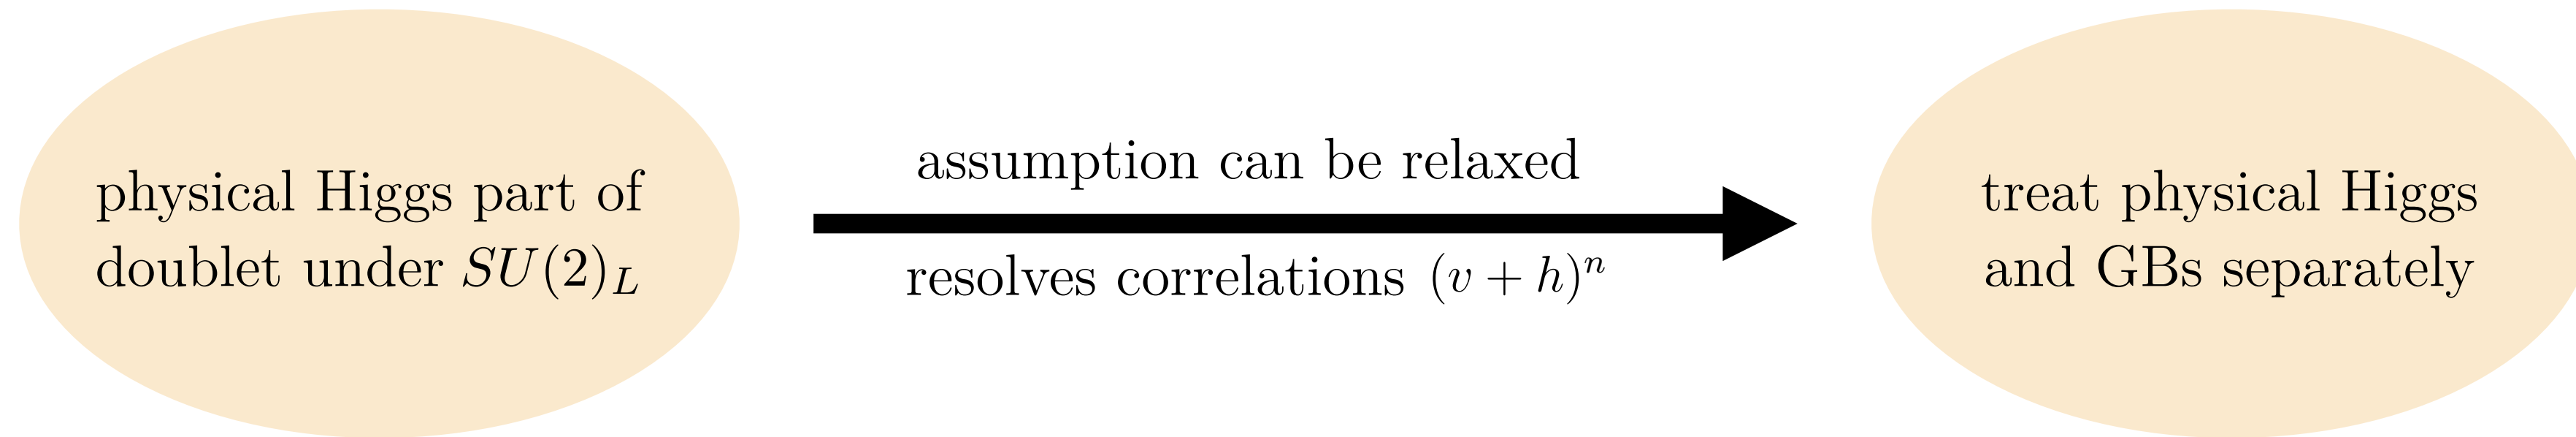 physical Higgs part of
doublet under $SU(2)_L$
assumption can be relaxed
resolves correlations $(v + h)^n$
treat physical Higgs
and GBs separately